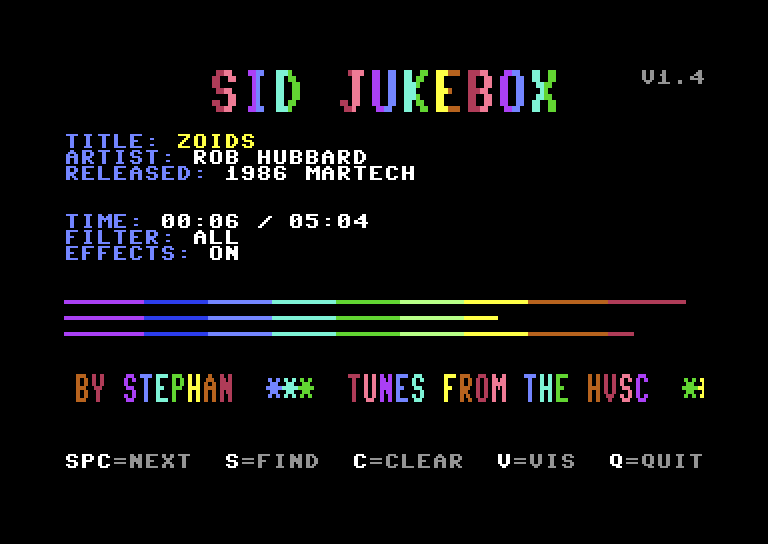 SID JUKEBOX
V1.4
TITLE: ZOIDS
ARTIST: ROB HUBBARD
RELEASED: 1986 MARTECH
TIME: 00:06 / 05:04
FILTER: ALL
EFFECTS: ON
BY STEPHAN *** TUNES FROM THE HVSC **
SPC=NEXT S=FIND C=CLEAR V=VIS Q=QUIT